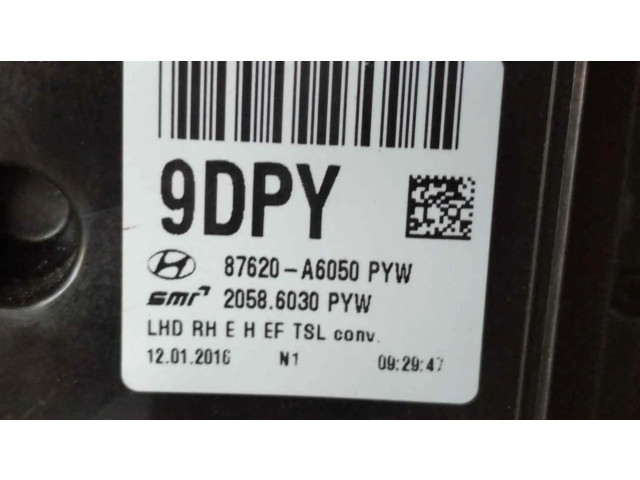 9DPY
87620-A6050 PYW
smr 2058.6030 PYW
LHD RH E H EF TSL conv.
12.01.2016 N1 09:29:47